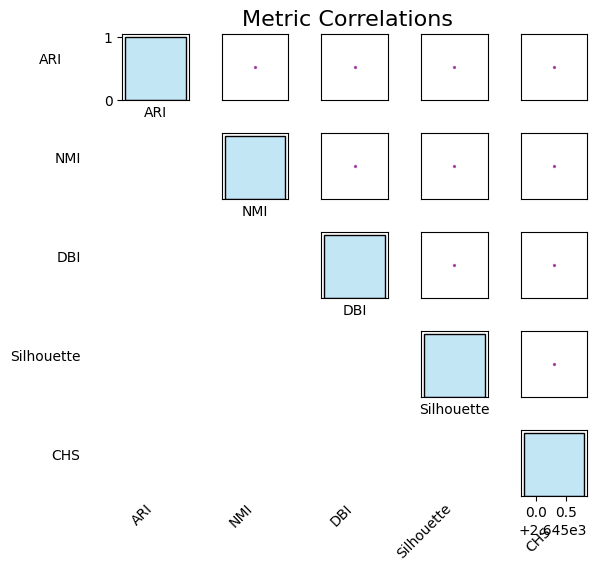 Metric Correlations
ARI
1
0
ARI
NMI
NMI
DBI
DBI
Silhouette
Silhouette
CHS
0.0 0.5
+2.645e3
ARI NMI DBI Silhouette CHS